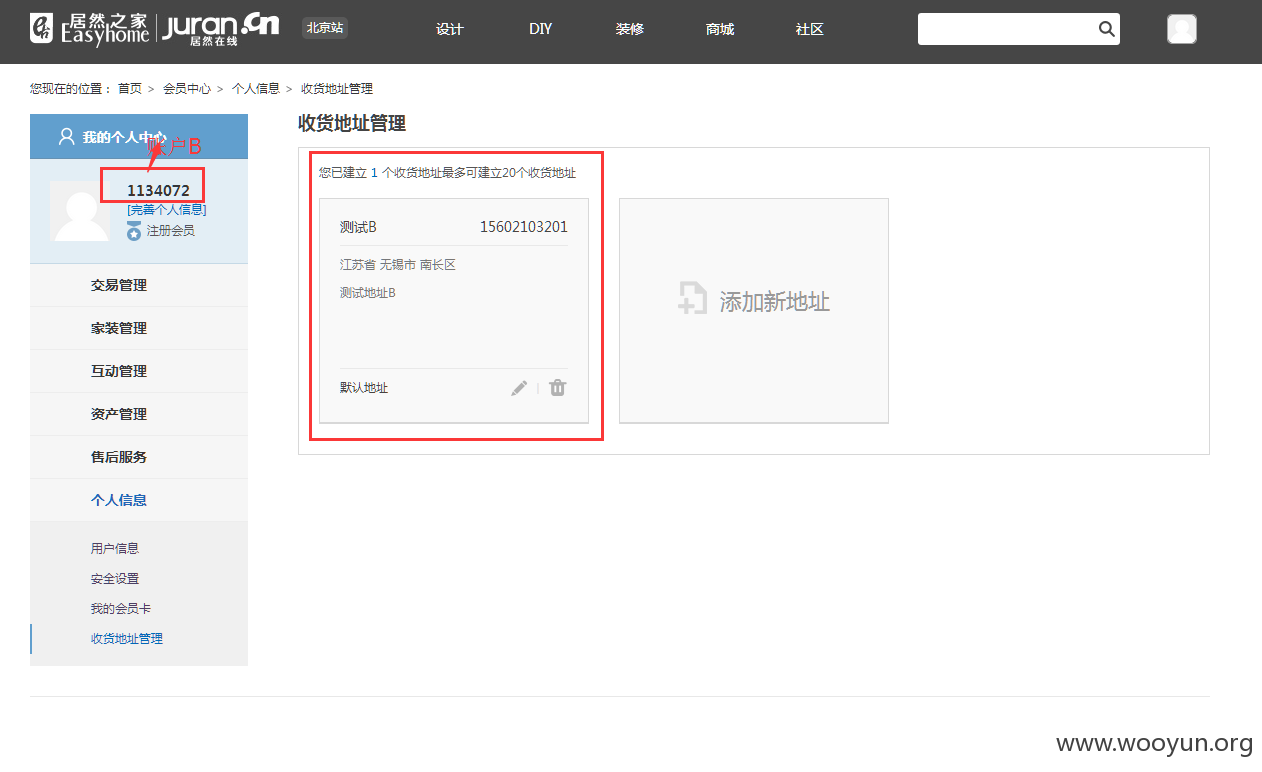 居然之家 Easyhome juran.cn 居然在线 北京站 设计 DIY 装修 商城 社区
您现在的位置： 首页 > 会员中心 > 个人信息 > 收货地址管理
我的个人中心
账户B
1134072
[完善个人信息]
注册会员
交易管理
家装管理
互动管理
资产管理
售后服务
个人信息
用户信息
安全设置
我的会员卡
收货地址管理
收货地址管理
您已建立 1 个收货地址最多可建立20个收货地址
测试B 15602103201
江苏省 无锡市 南长区
测试地址B
默认地址
添加新地址
www.wooyun.org